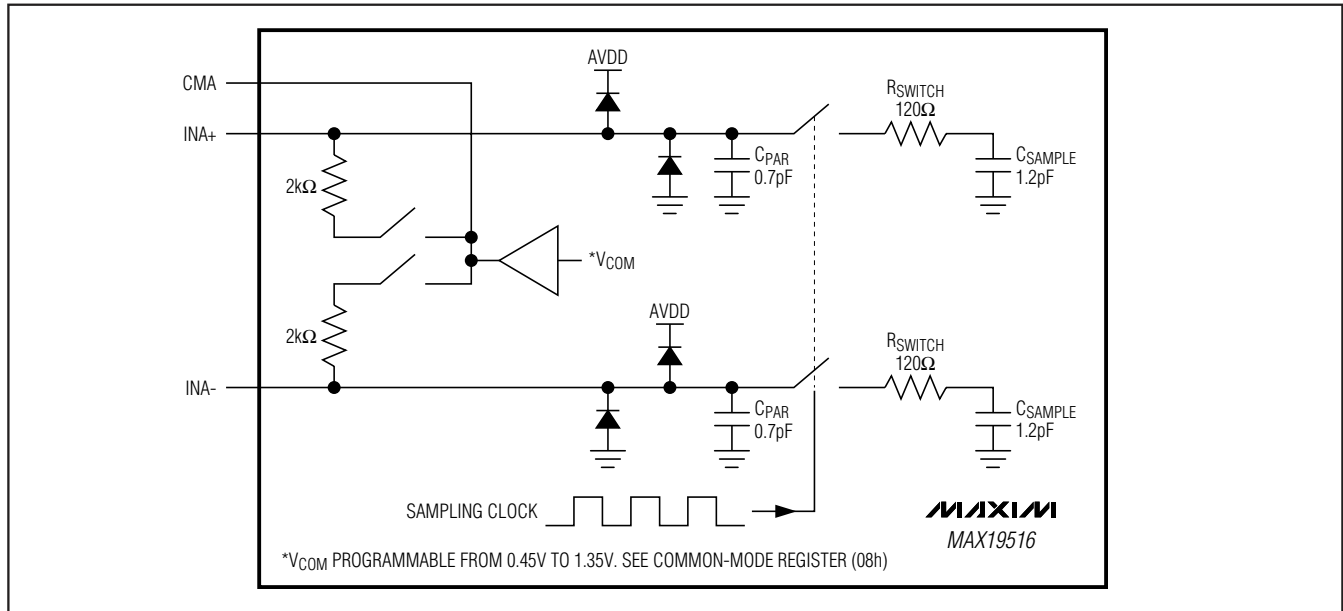 CMA
AVDD
RSWITCH
120Ω
INA+
CPAR
0.7pF
CSAMPLE
1.2pF
2kΩ
*VCOM
AVDD
2kΩ
RSWITCH
120Ω
INA-
CPAR
0.7pF
CSAMPLE
1.2pF
SAMPLING CLOCK
MAXIM
MAX19516
*VCOM PROGRAMMABLE FROM 0.45V TO 1.35V. SEE COMMON-MODE REGISTER (08h)